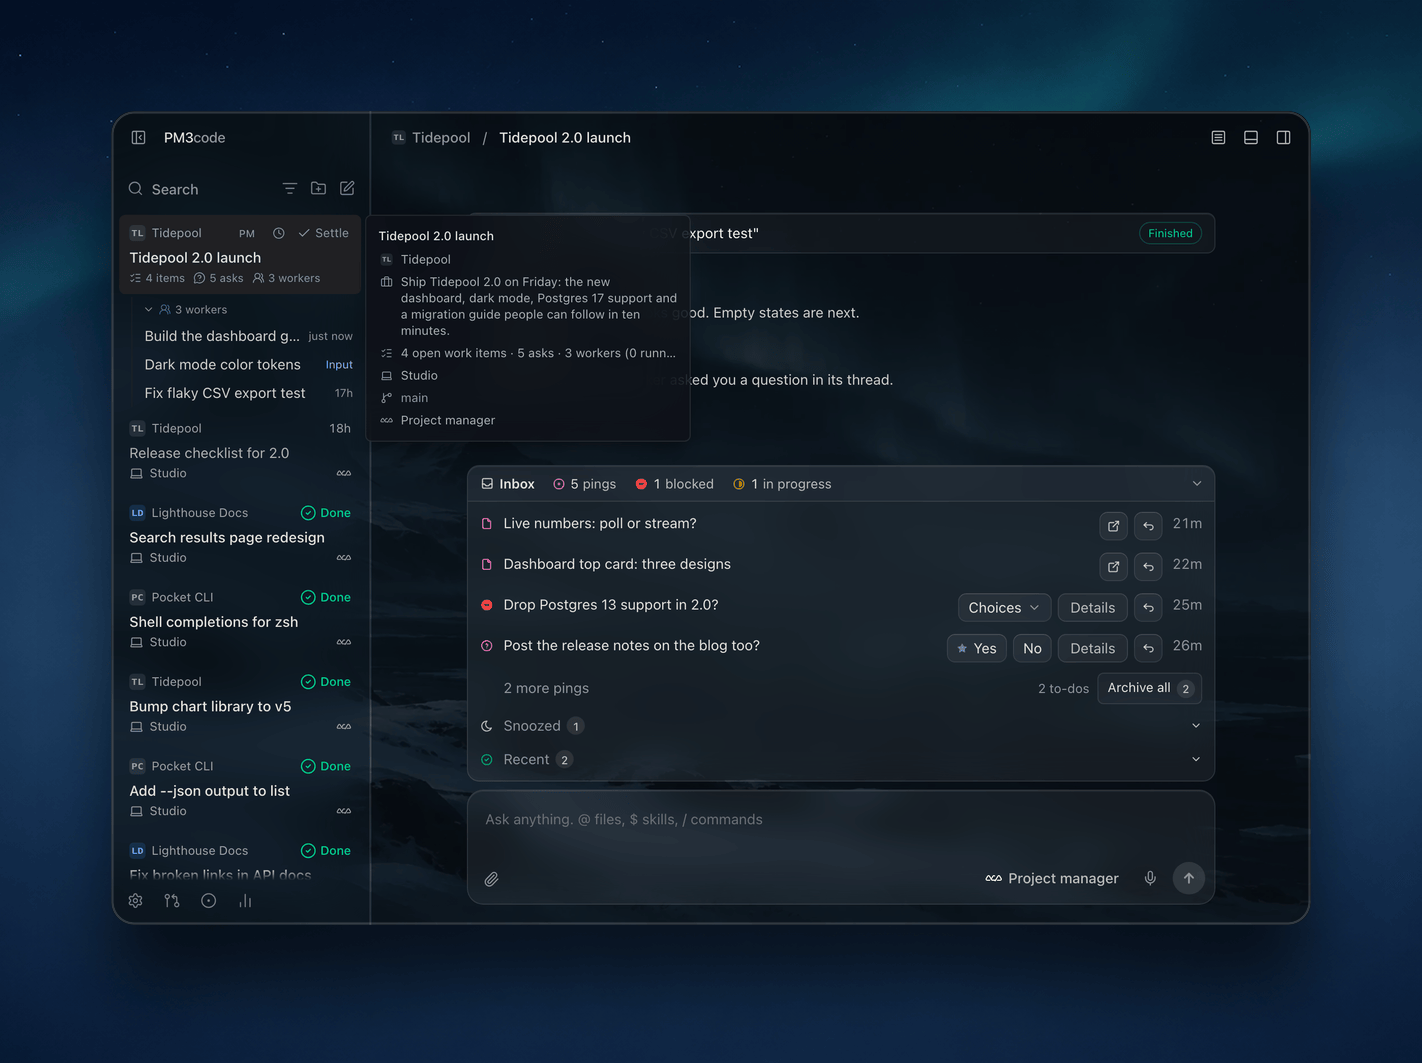 PM3code
TL Tidepool / Tidepool 2.0 launch
Search
TL Tidepool PM Settle
Tidepool 2.0 launch
4 items 5 asks 3 workers
3 workers
Build the dashboard g... just now
Dark mode color tokens Input
Fix flaky CSV export test 17h
TL Tidepool 18h
Release checklist for 2.0
Studio
LD Lighthouse Docs Done
Search results page redesign
Studio
PC Pocket CLI Done
Shell completions for zsh
Studio
TL Tidepool Done
Bump chart library to v5
Studio
PC Pocket CLI Done
Add --json output to list
Studio
LD Lighthouse Docs Done
Fix broken links in API docs
Tidepool 2.0 launch
TL Tidepool
Ship Tidepool 2.0 on Friday: the new
dashboard, dark mode, Postgres 17 support and
a migration guide people can follow in ten
minutes.
4 open work items · 5 asks · 3 workers (0 runn...
Studio
main
Project manager
CSV export test"
Finished
good. Empty states are next.
asked you a question in its thread.
Inbox 5 pings 1 blocked 1 in progress
Live numbers: poll or stream? 21m
Dashboard top card: three designs 22m
Drop Postgres 13 support in 2.0? Choices Details 25m
Post the release notes on the blog too? Yes No Details 26m
2 more pings 2 to-dos Archive all 2
Snoozed 1
Recent 2
Ask anything. @ files, $ skills, / commands
Project manager